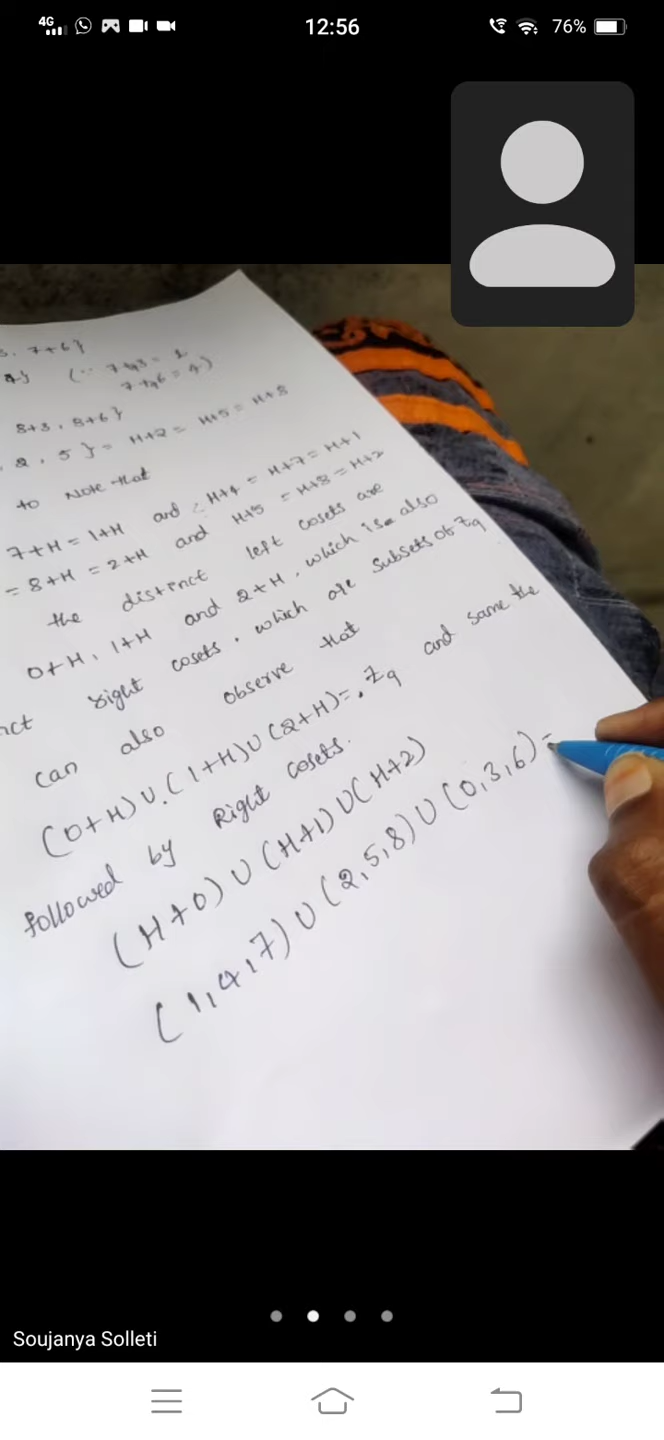 4G 12:56 76%
3, 7+6}
4} (∵ 7+₉3 = 1
7+₉6 = 4)
8+3, 8+6}
2, 5} = H+2 = H+5 = H+8
to Note that
7+H = 1+H and ∴ H+4 = H+7 = H+1
= 8+H = 2+H and H+5 = H+8 = H+2
the distinct left cosets are
0+H, 1+H and 2+H, which is also
nct right cosets, which are subsets of Z₉
can also observe that
(0+H) ∪ (1+H) ∪ (2+H) = Z₉ and same the
followed by Right cosets.
(H+0) ∪ (H+1) ∪ (H+2)
(1,4,7) ∪ (2,5,8) ∪ (0,3,6) =
Soujanya Solleti